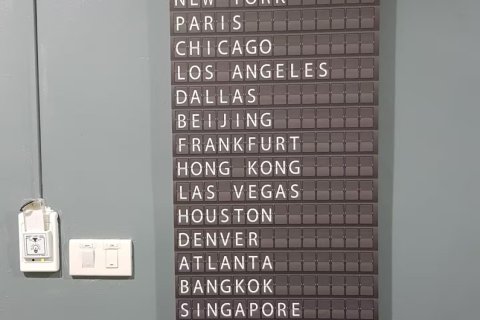 NEW YORK
PARIS
CHICAGO
LOS ANGELES
DALLAS
BEIJING
FRANKFURT
HONG KONG
LAS VEGAS
HOUSTON
DENVER
ATLANTA
BANGKOK
SINGAPORE